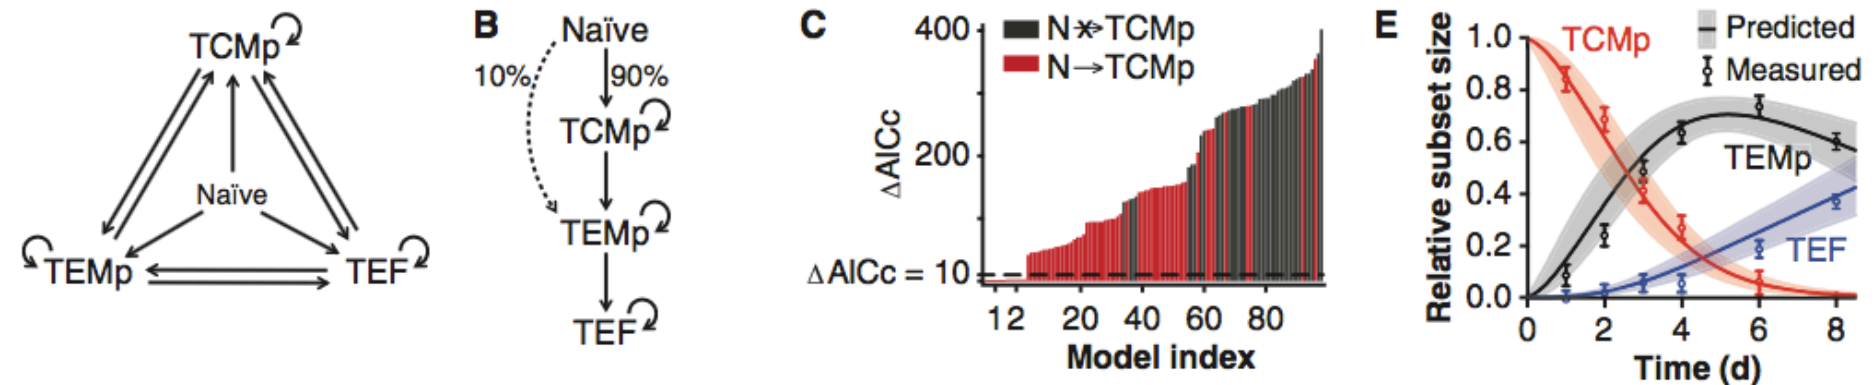 TCMp
Naïve
TEMp
TEF
B
Naïve
10%
90%
TCMp
TEMp
TEF
C
400
200
ΔAICc
ΔAICc = 10
N ⇸ TCMp
N → TCMp
12
20
40
60
80
Model index
E
Relative subset size
1.0
0.8
0.6
0.4
0.2
0.0
TCMp
Predicted
Measured
TEMp
TEF
0
2
4
6
8
Time (d)